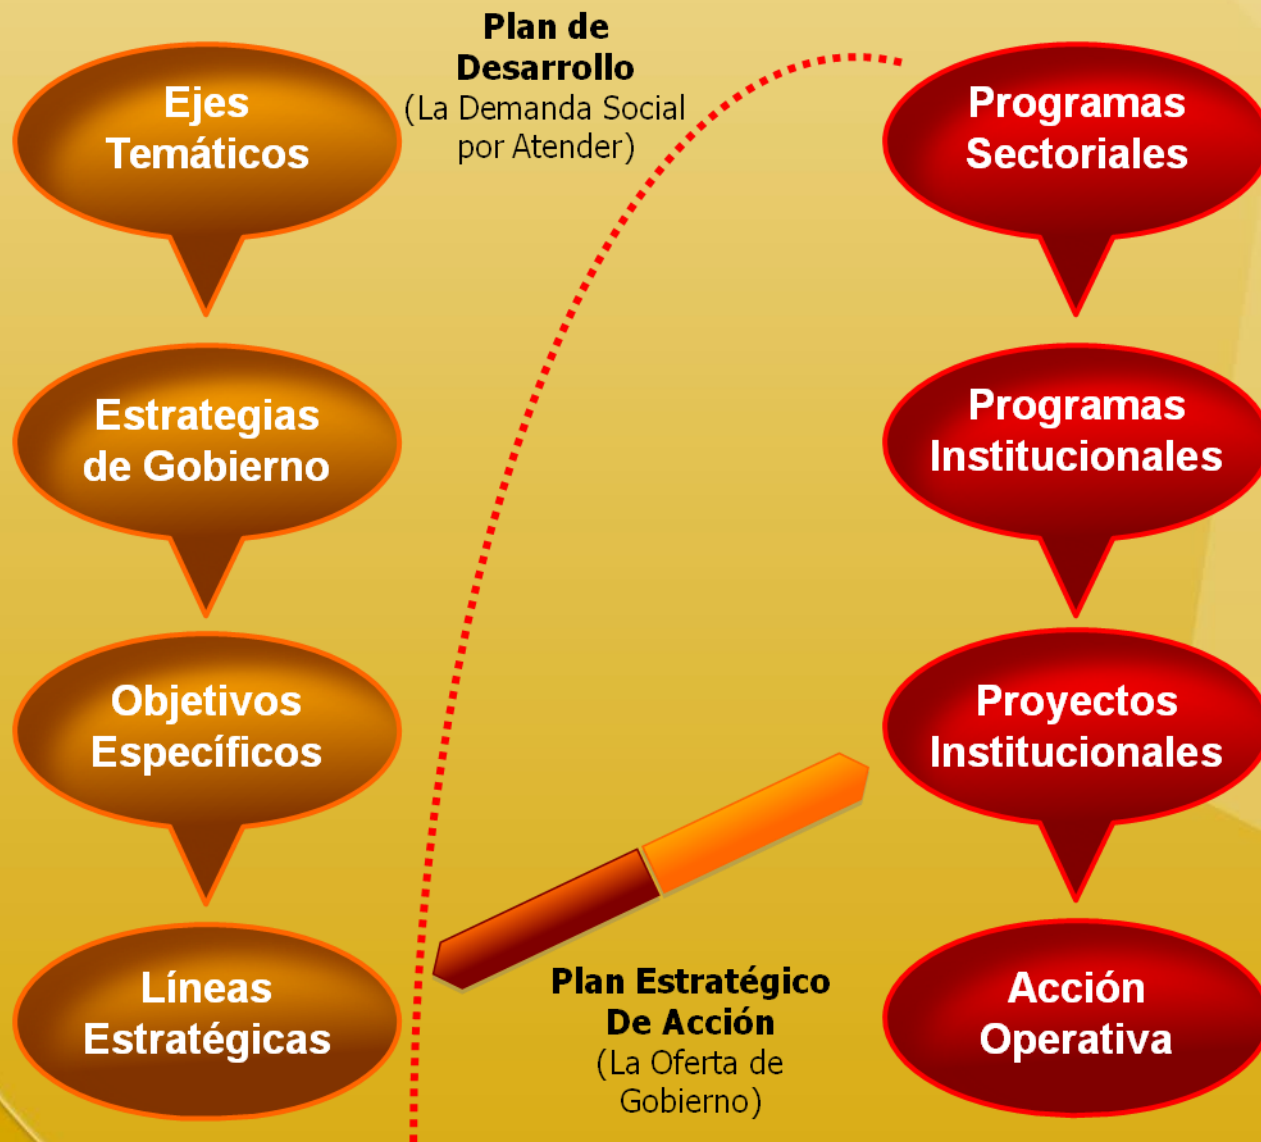 Plan de
Desarrollo
(La Demanda Social
por Atender)
Ejes
Temáticos
Estrategias
de Gobierno
Objetivos
Específicos
Líneas
Estratégicas
Programas
Sectoriales
Programas
Institucionales
Proyectos
Institucionales
Acción
Operativa
Plan Estratégico
De Acción
(La Oferta de
Gobierno)